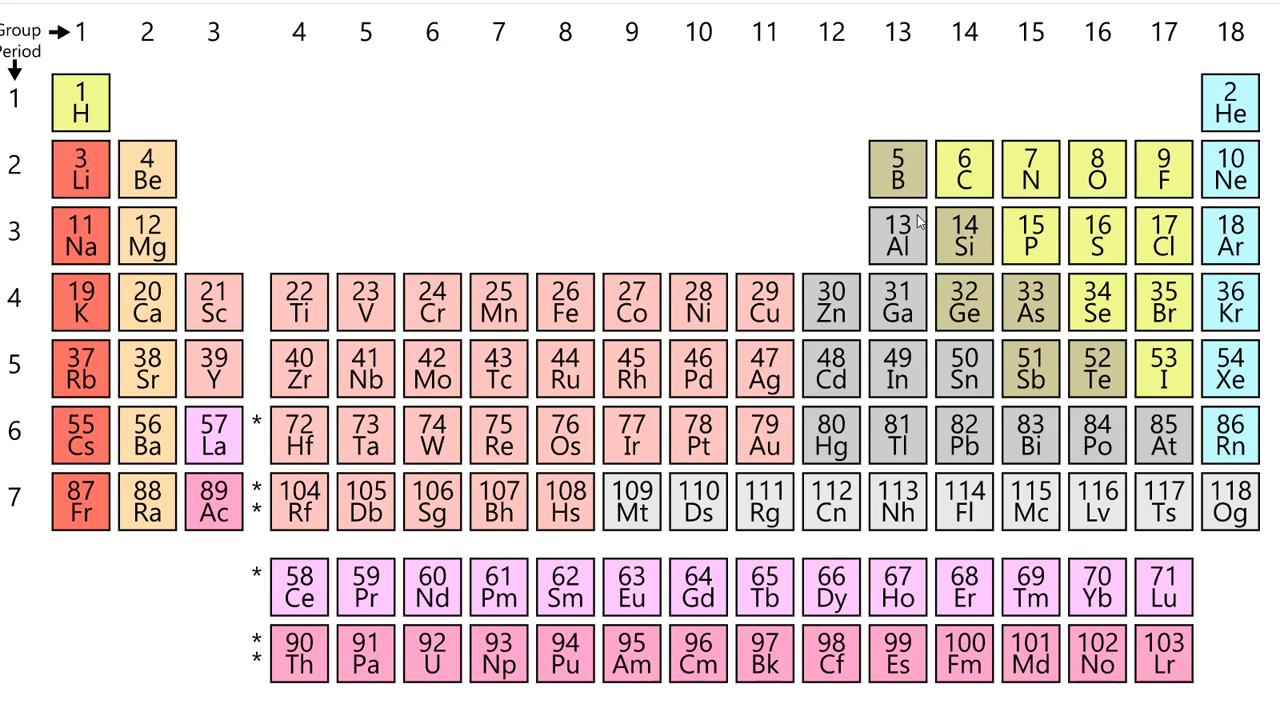 Group 1 2 3 4 5 6 7 8 9 10 11 12 13 14 15 16 17 18
Period
1 1 2
H He
2 3 4 5 6 7 8 9 10
Li Be B C N O F Ne
3 11 12 13 14 15 16 17 18
Na Mg Al Si P S Cl Ar
4 19 20 21 22 23 24 25 26 27 28 29 30 31 32 33 34 35 36
K Ca Sc Ti V Cr Mn Fe Co Ni Cu Zn Ga Ge As Se Br Kr
5 37 38 39 40 41 42 43 44 45 46 47 48 49 50 51 52 53 54
Rb Sr Y Zr Nb Mo Tc Ru Rh Pd Ag Cd In Sn Sb Te I Xe
6 55 56 57 * 72 73 74 75 76 77 78 79 80 81 82 83 84 85 86
Cs Ba La Hf Ta W Re Os Ir Pt Au Hg Tl Pb Bi Po At Rn
7 87 88 89 * 104 105 106 107 108 109 110 111 112 113 114 115 116 117 118
Fr Ra Ac * Rf Db Sg Bh Hs Mt Ds Rg Cn Nh Fl Mc Lv Ts Og
* 58 59 60 61 62 63 64 65 66 67 68 69 70 71
Ce Pr Nd Pm Sm Eu Gd Tb Dy Ho Er Tm Yb Lu
* 90 91 92 93 94 95 96 97 98 99 100 101 102 103
* Th Pa U Np Pu Am Cm Bk Cf Es Fm Md No Lr